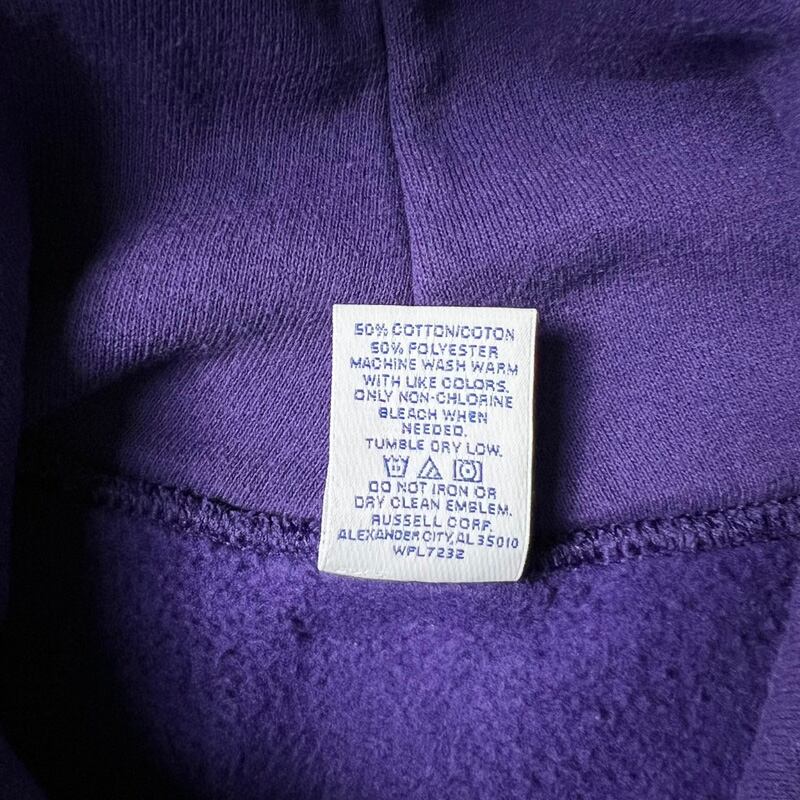 50% COTTON/COTON
50% POLYESTER
MACHINE WASH WARM
WITH LIKE COLORS.
ONLY NON-CHLORINE
BLEACH WHEN
NEEDED.
TUMBLE DRY LOW.
DO NOT IRON OR
DRY CLEAN EMBLEM.
RUSSELL CORP.
ALEXANDER CITY, AL 35010
WPL7232